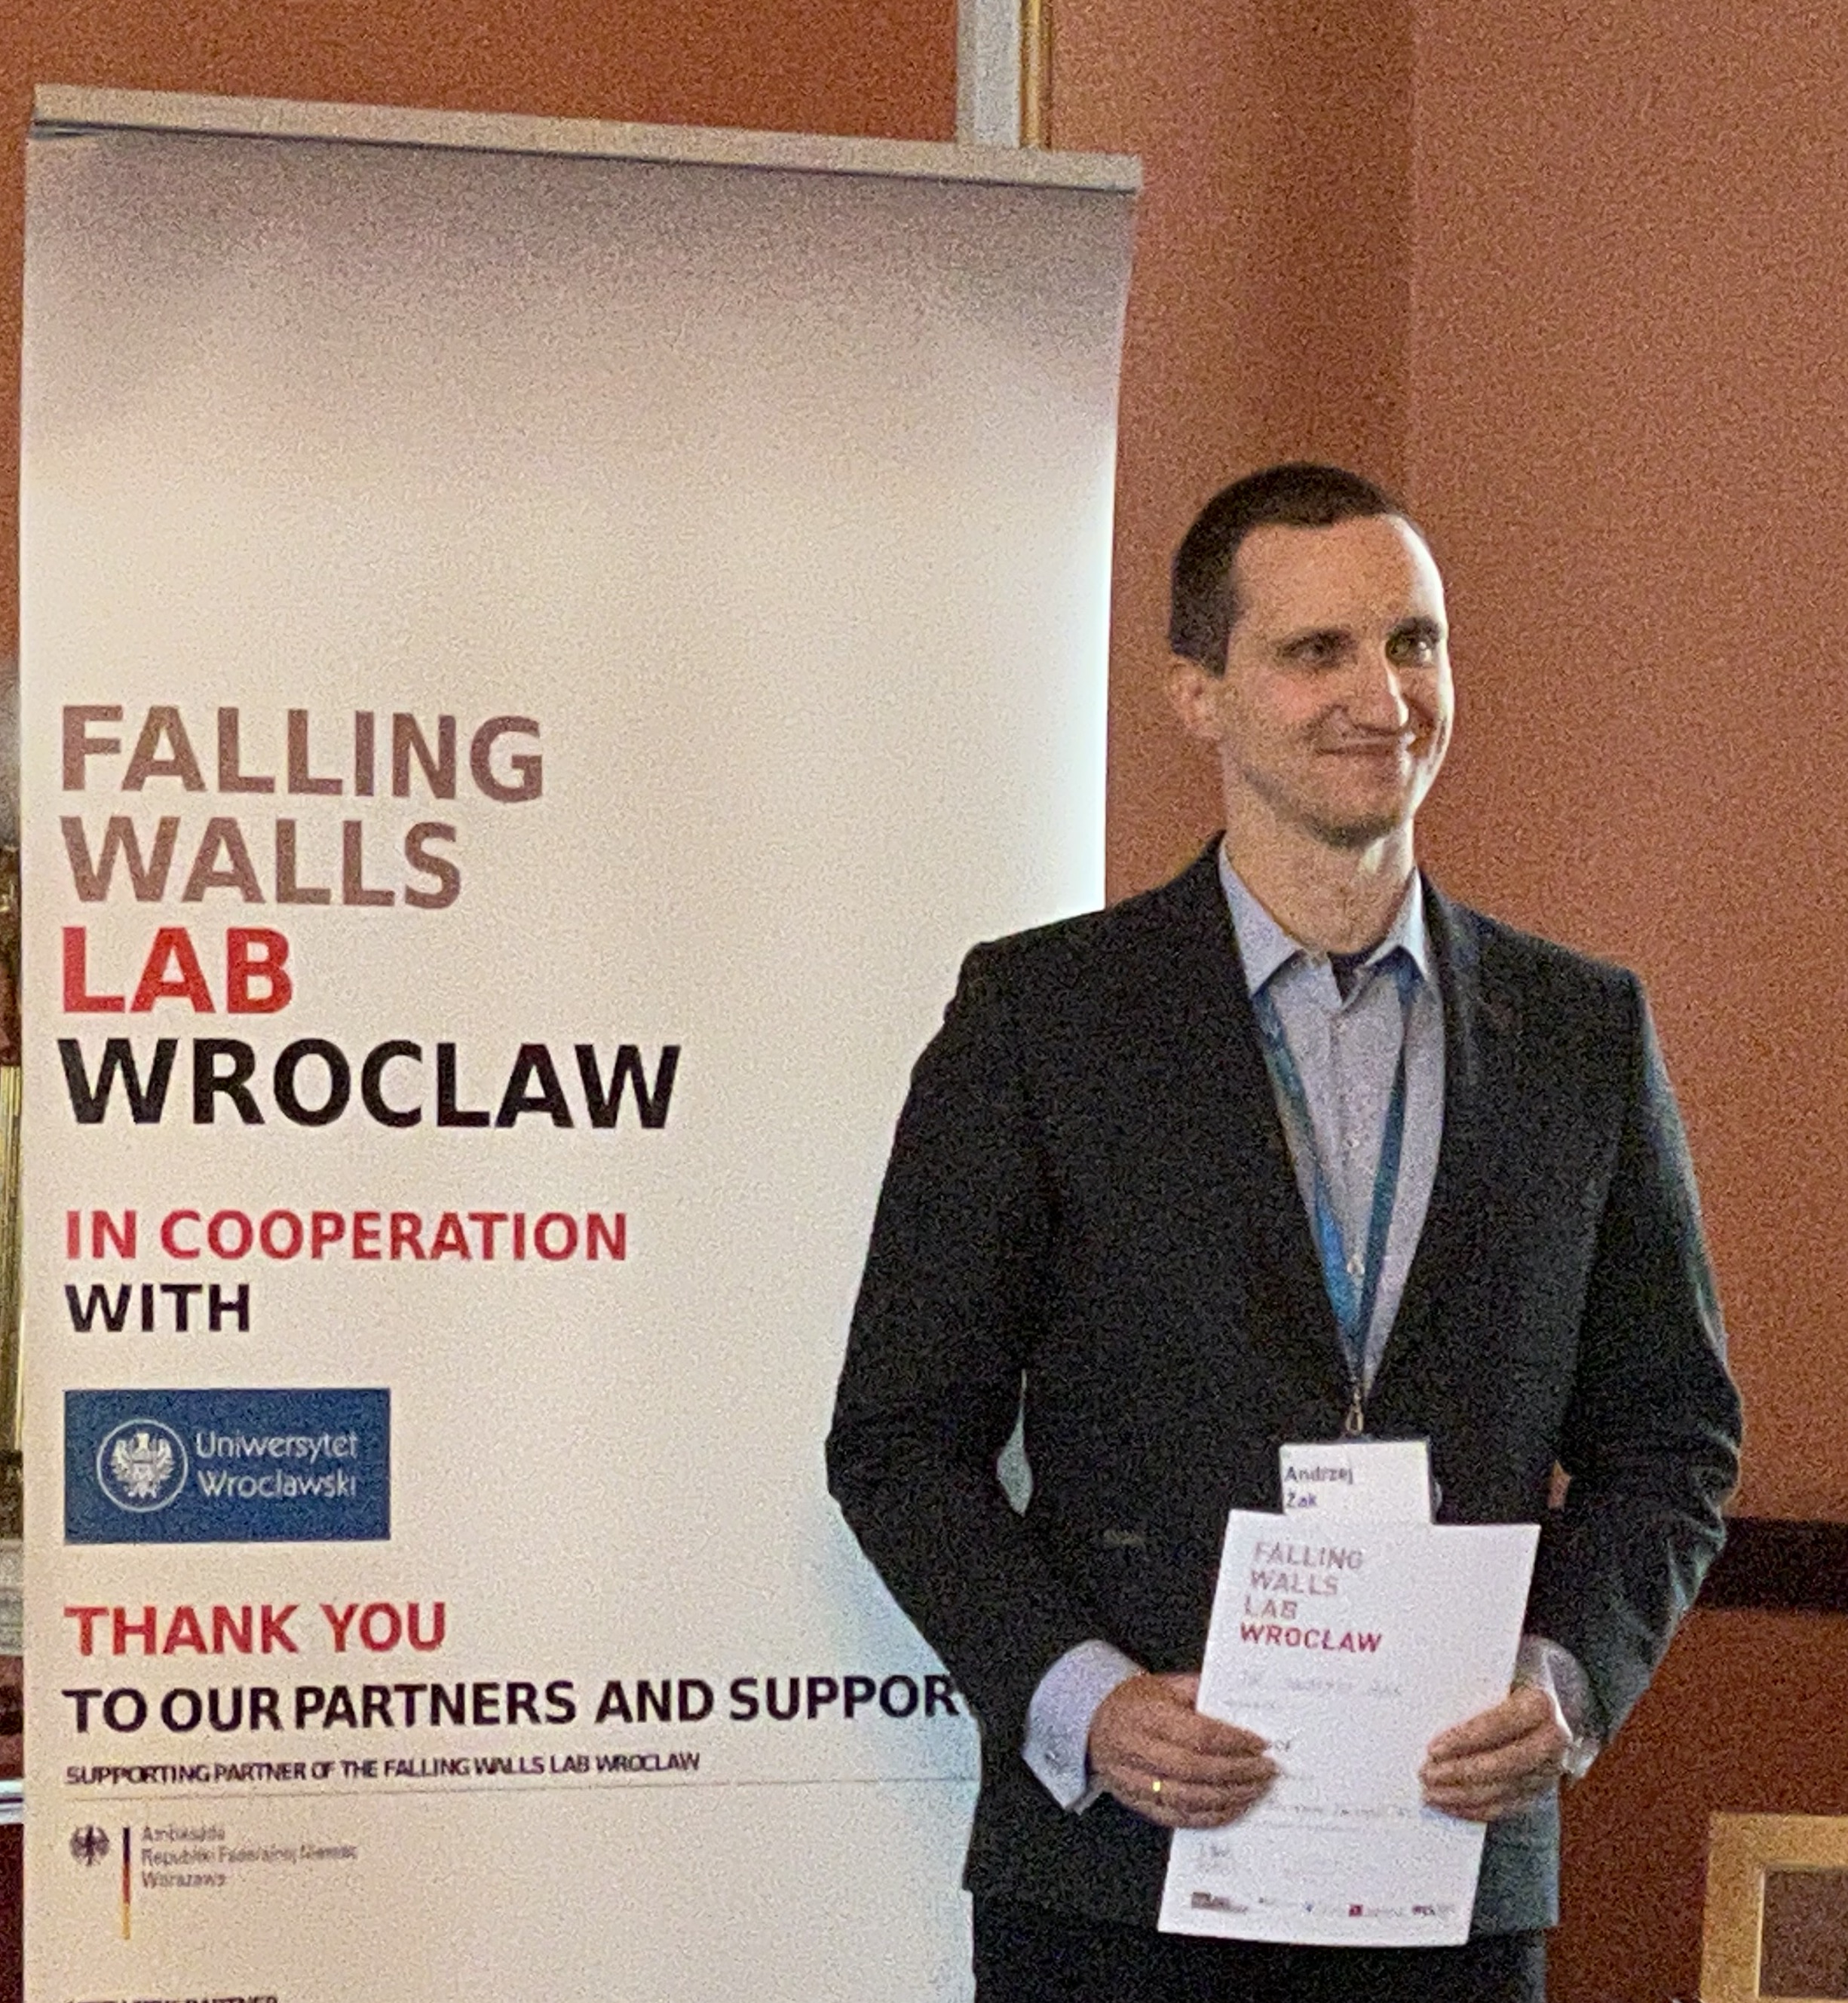 FALLING
WALLS
LAB
WROCLAW
IN COOPERATION
WITH
Uniwersytet
Wrocławski
THANK YOU
TO OUR PARTNERS AND SUPPOR
SUPPORTING PARTNER OF THE FALLING WALLS LAB WROCLAW
Ambasada
Republiki Federalnej Niemiec
Warszawa
Andrzej
Żak
FALLING
WALLS
LAB
WROCŁAW